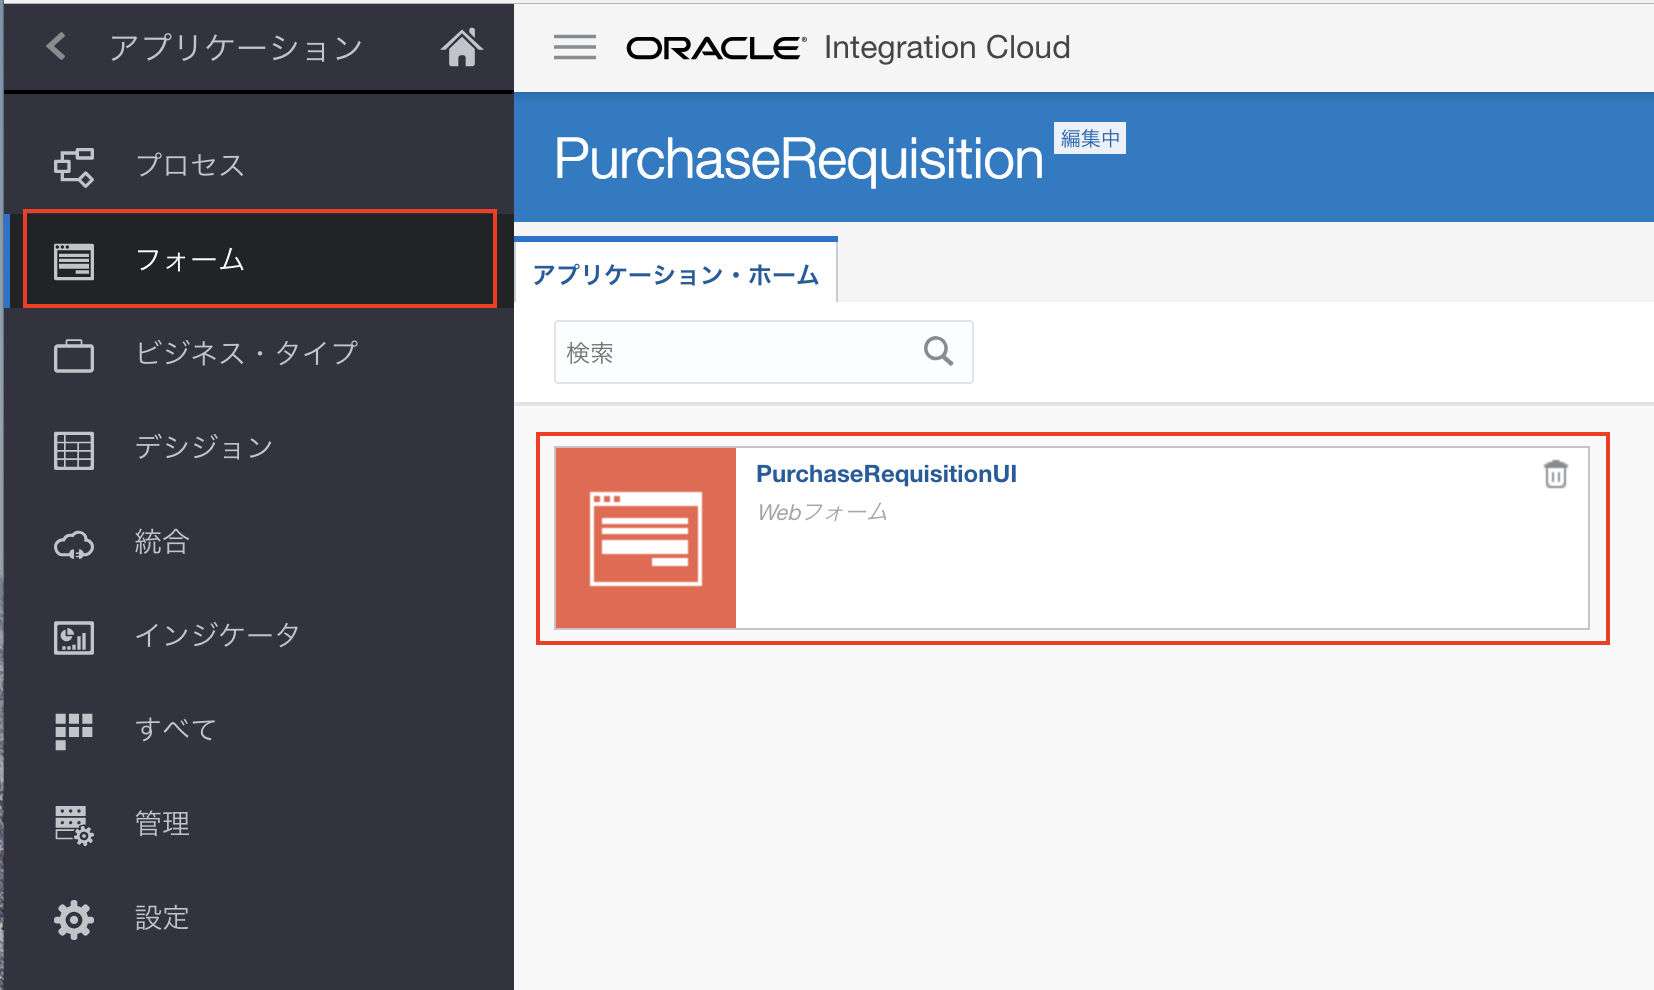 アプリケーション
プロセス
フォーム
ビジネス・タイプ
デシジョン
統合
インジケータ
すべて
管理
設定
ORACLE® Integration Cloud
PurchaseRequisition 編集中
アプリケーション・ホーム
検索
PurchaseRequisitionUI
Webフォーム